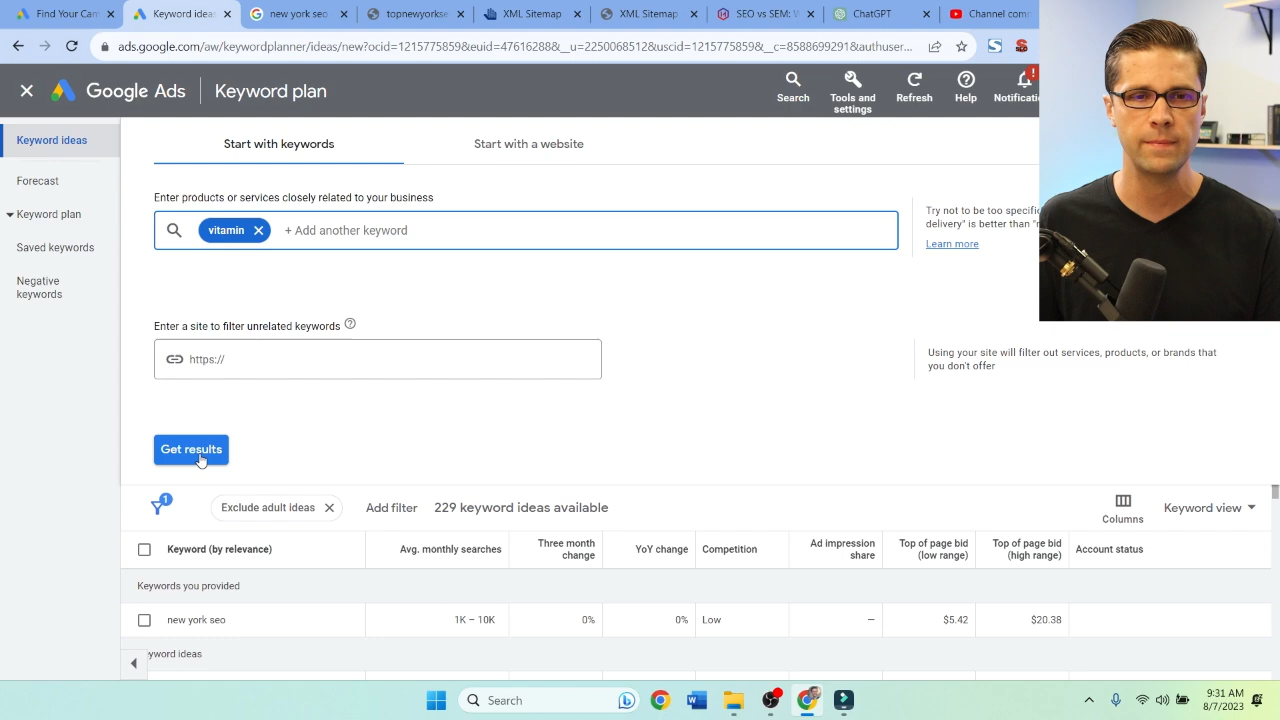 Find Your Can
Ads Keyword ideas
new york seo
topnewyorkse
XML Sitemap
XML Sitemap
SEO vs SEM: W
ChatGPT
Channel com
ads.google.com/aw/keywordplanner/ideas/new?ocid=1215775859&euid=476162888&__u=2250068512&uscid=1215775859&__c=8588699291&authuser...
Google Ads
Keyword plan
Search
Tools and
settings
Refresh
Help
Notificati
Keyword ideas
Forecast
Keyword plan
Saved keywords
Negative
keywords
Start with keywords
Start with a website
Enter products or services closely related to your business
vitamin
+ Add another keyword
Try not to be too specific
delivery" is better than "
Learn more
Enter a site to filter unrelated keywords
https://
Using your site will filter out services, products, or brands that
you don't offer
Get results
1
Exclude adult ideas
Add filter
229 keyword ideas available
Columns
Keyword view
Keyword (by relevance)
Avg. monthly searches
Three month
change
YoY change
Competition
Ad impression
share
Top of page bid
(low range)
Top of page bid
(high range)
Account status
Keywords you provided
new york seo
1K – 10K
0%
0%
Low
—
$5.42
$20.38
eyword ideas
Search
9:31 AM
8/7/2023